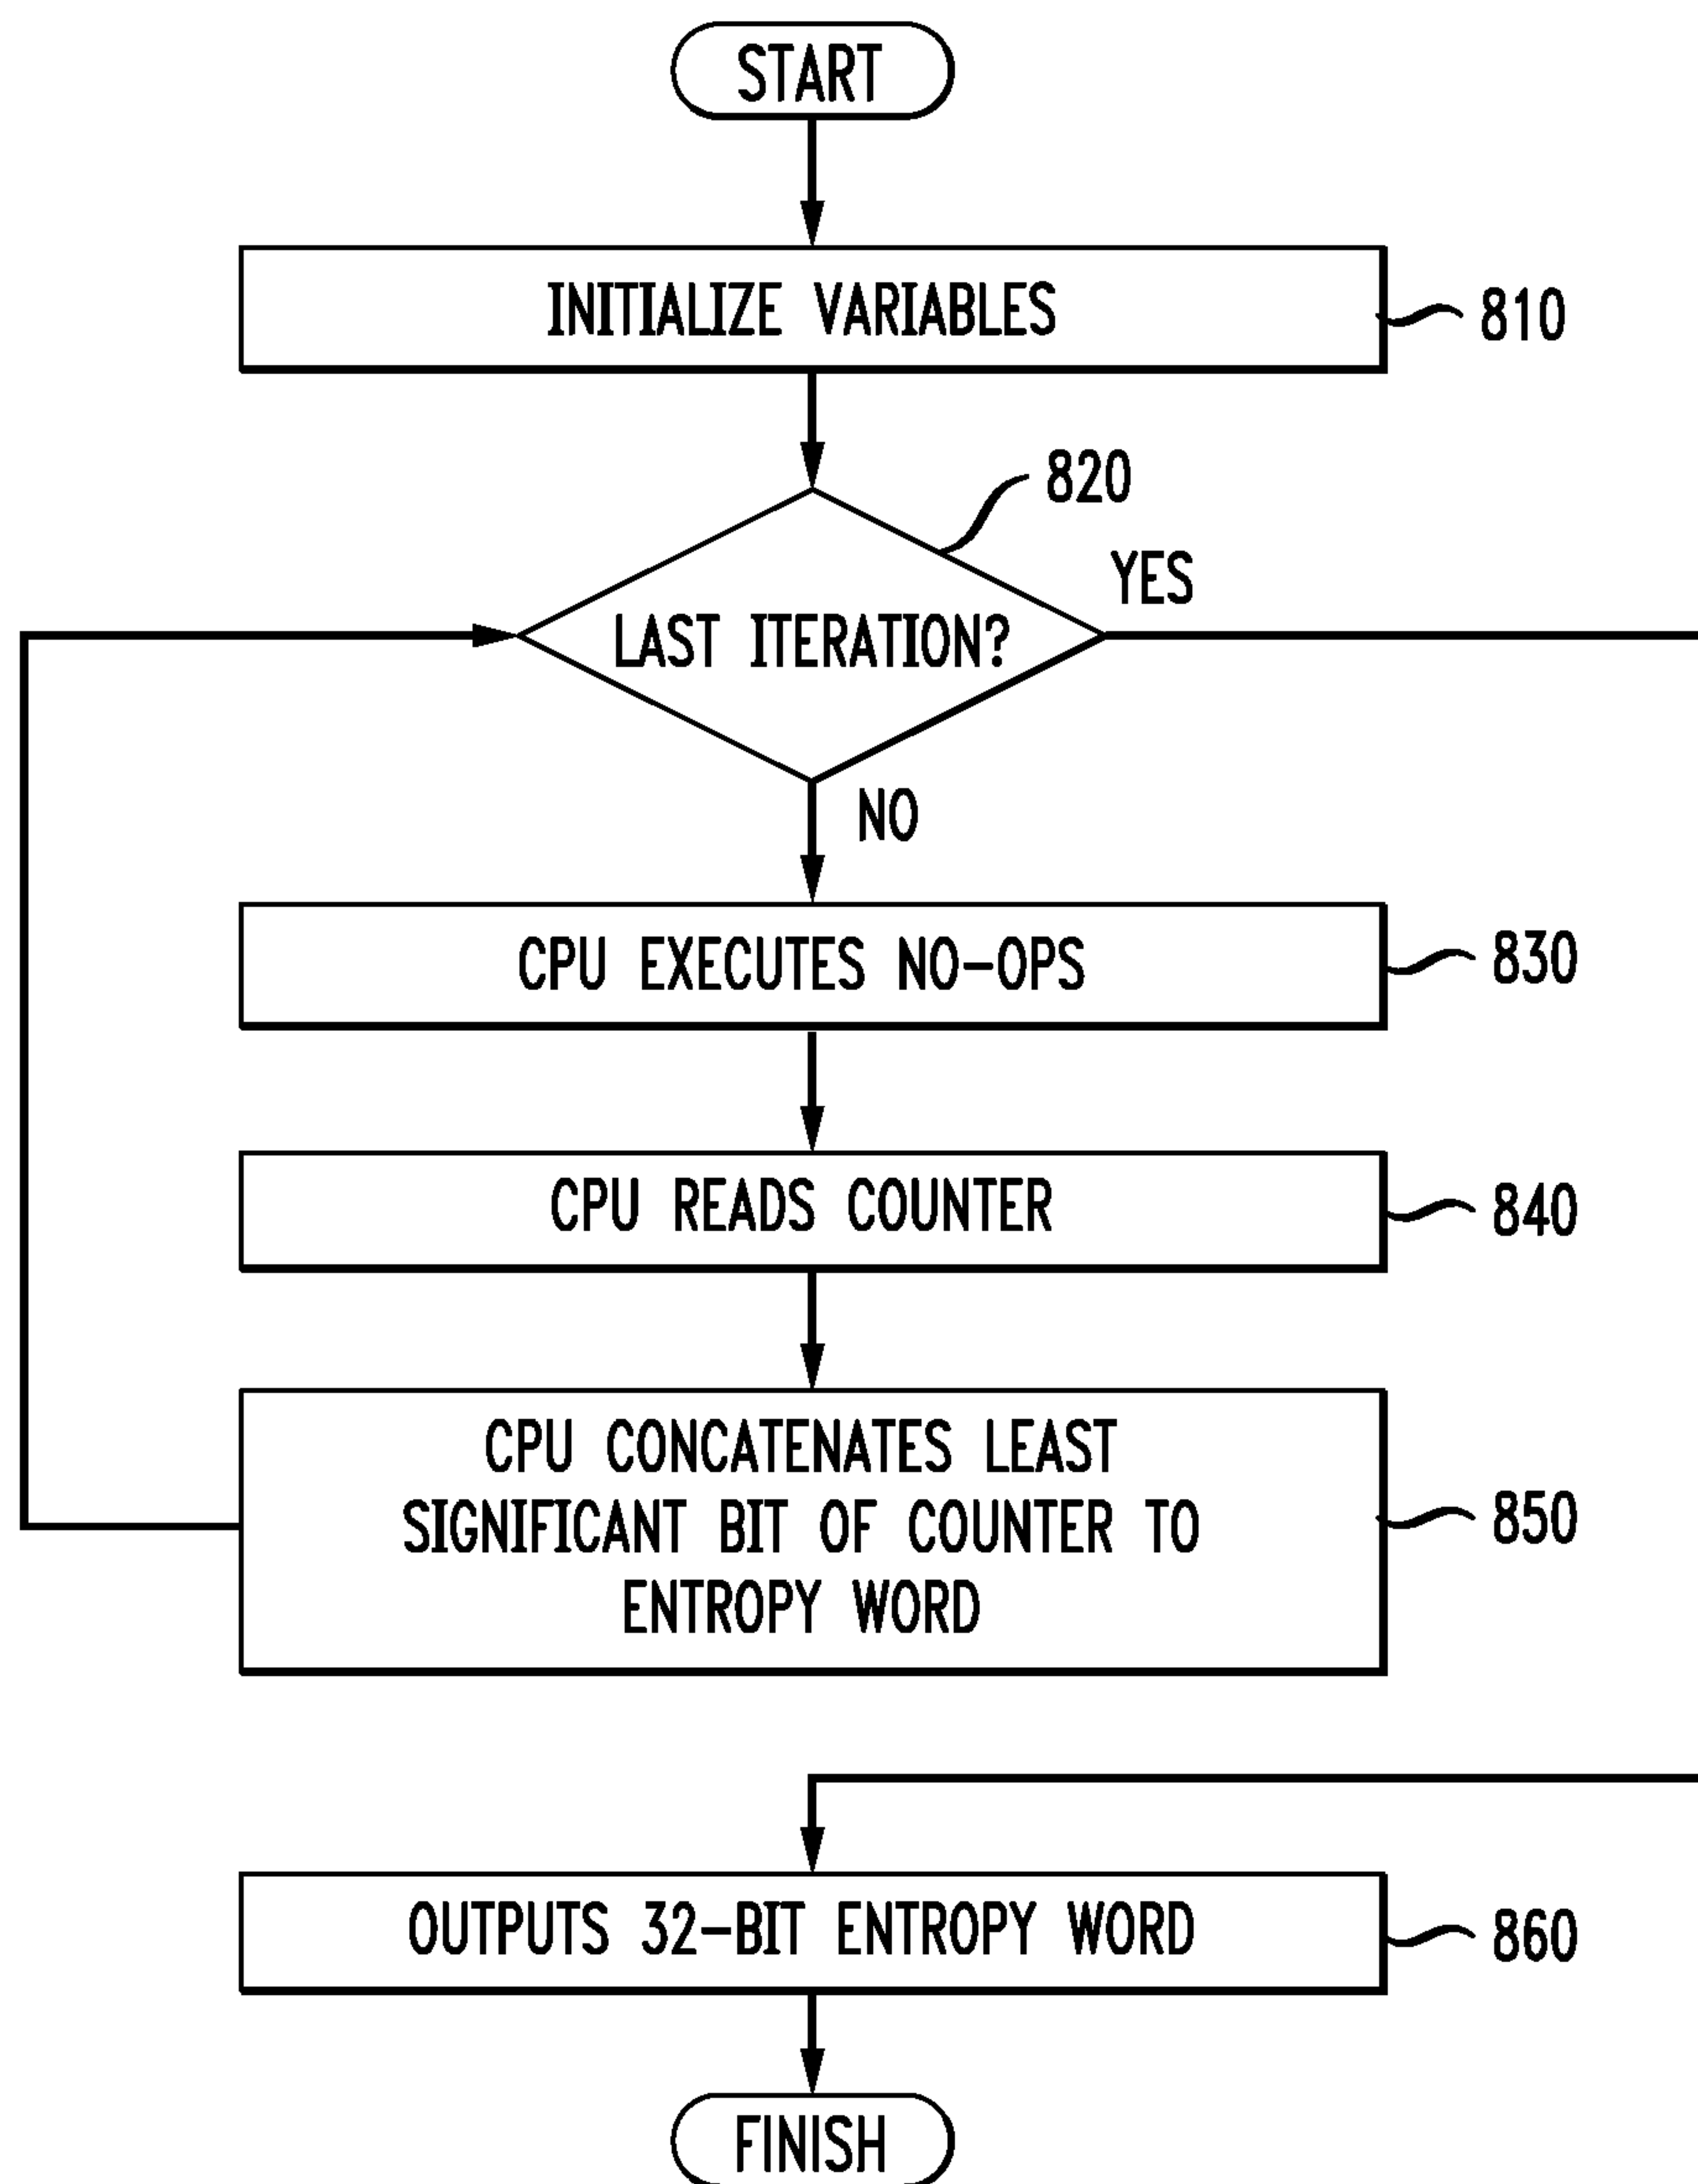 START
INITIALIZE VARIABLES
810
820
YES
LAST ITERATION?
NO
CPU EXECUTES NO-OPS
830
CPU READS COUNTER
840
CPU CONCATENATES LEAST
SIGNIFICANT BIT OF COUNTER TO
ENTROPY WORD
850
OUTPUTS 32-BIT ENTROPY WORD
860
FINISH